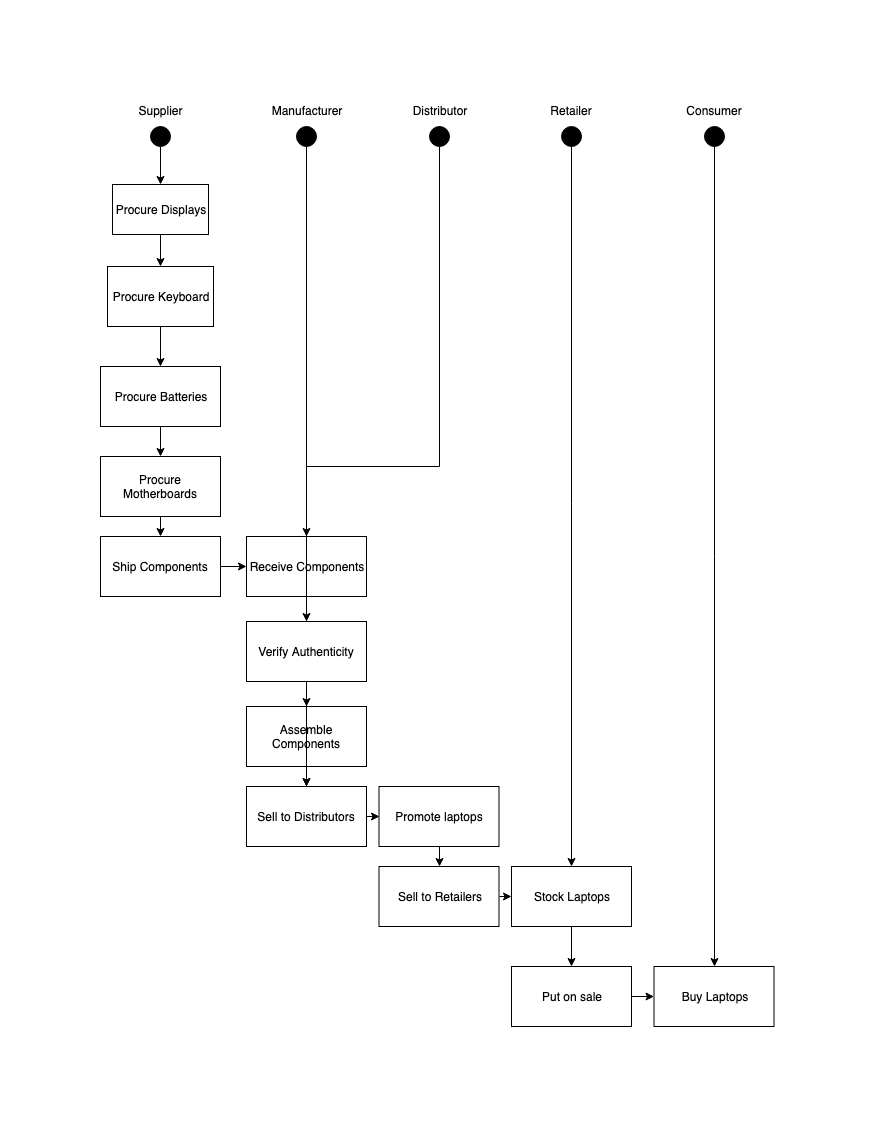 Supplier
Manufacturer
Distributor
Retailer
Consumer
Procure Displays
Procure Keyboard
Procure Batteries
Procure
Motherboards
Ship Components
Receive Components
Verify Authenticity
Assemble
Components
Sell to Distributors
Promote laptops
Sell to Retailers
Stock Laptops
Put on sale
Buy Laptops